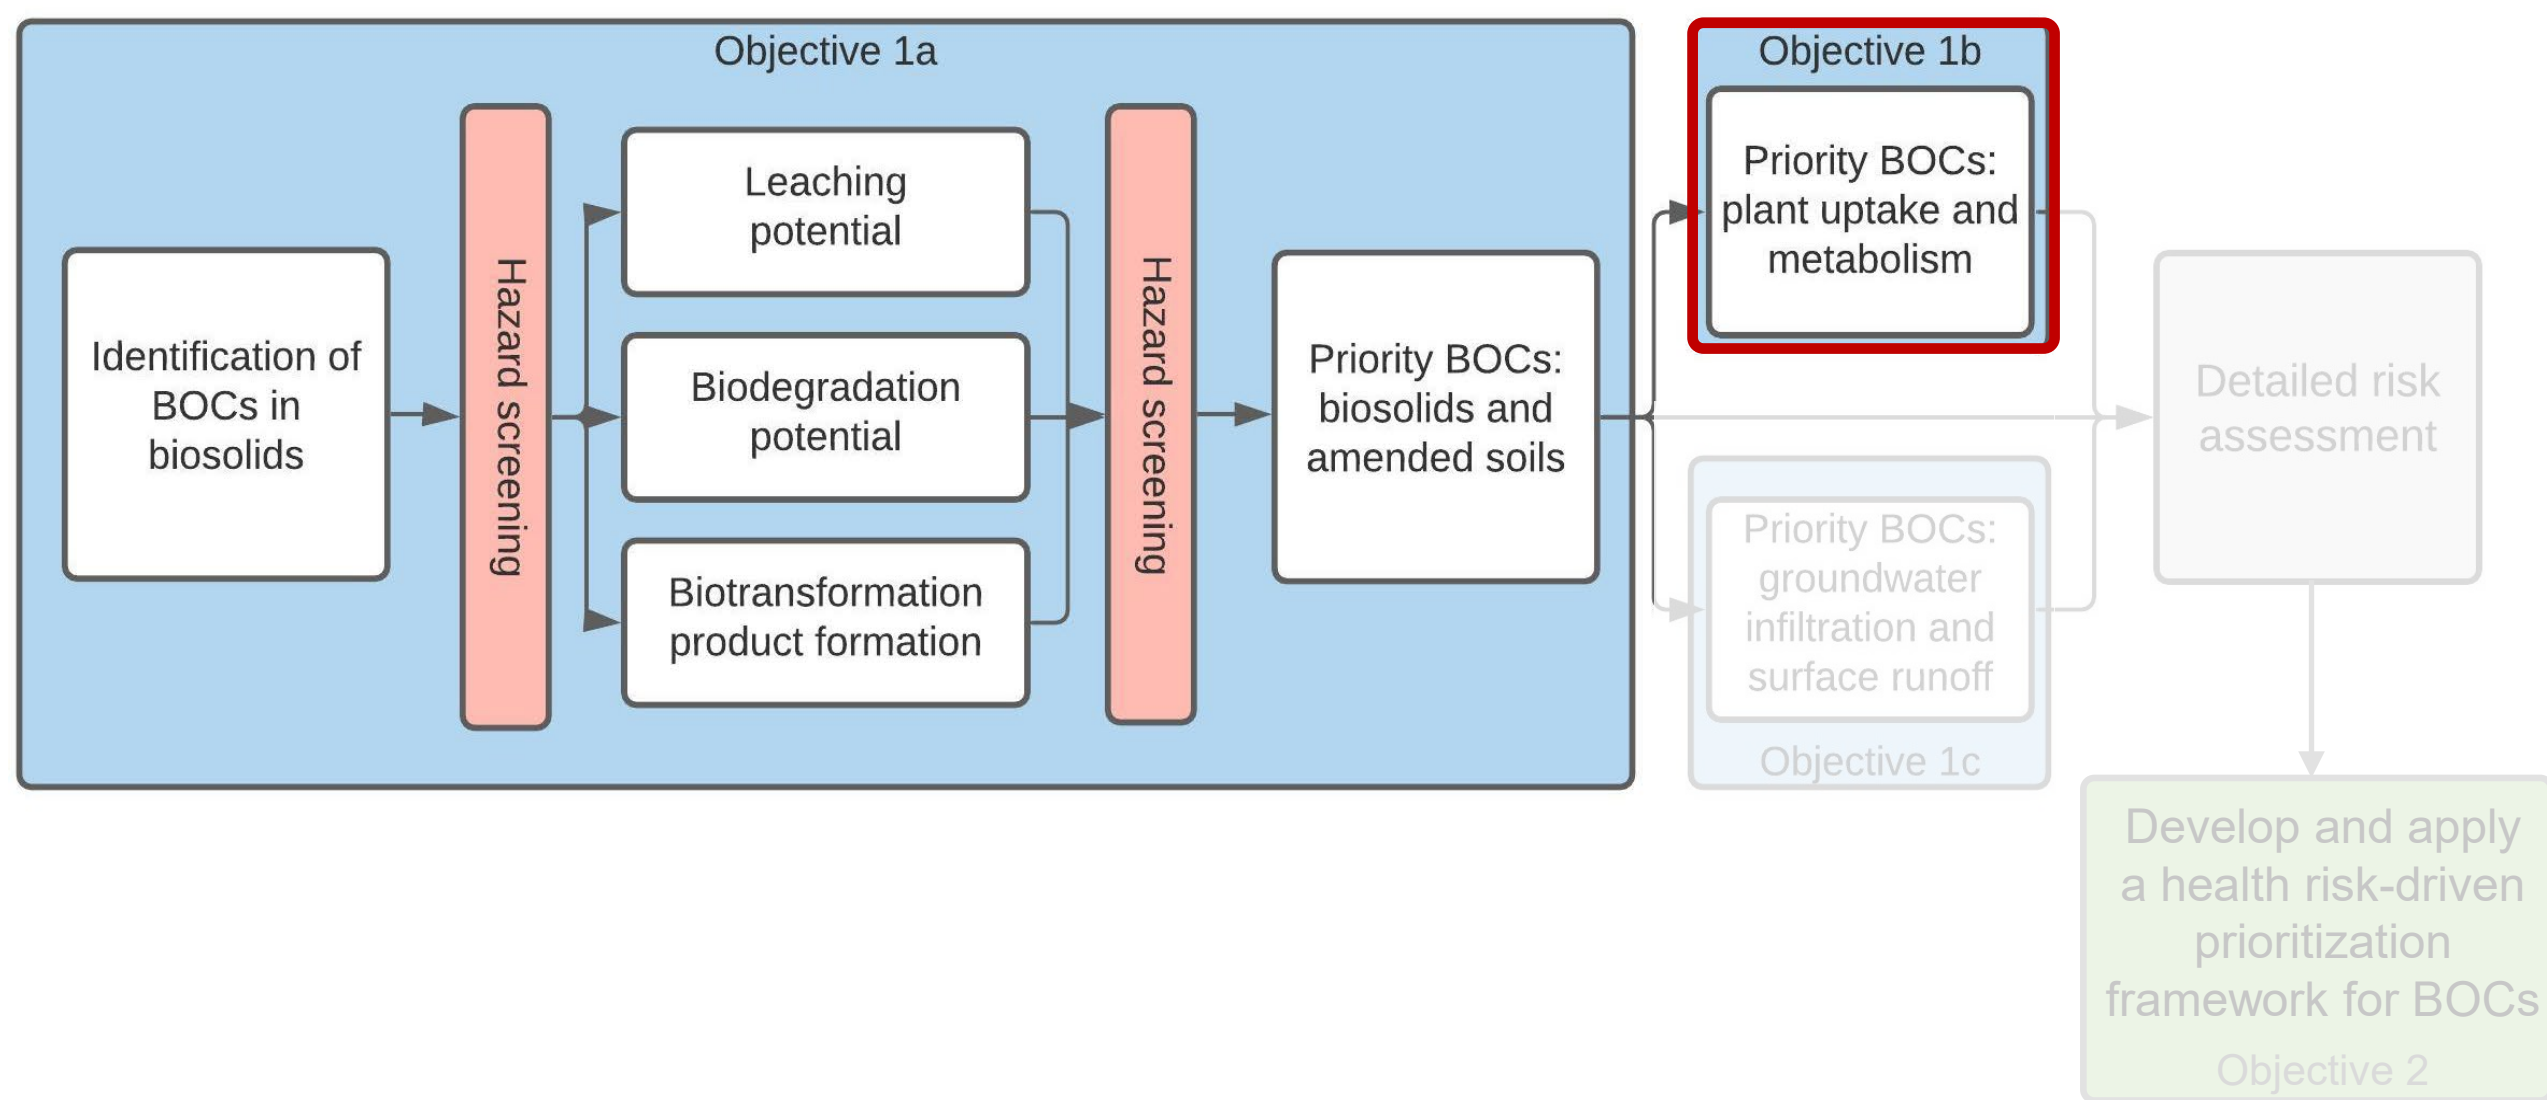 Objective 1a
Identification of
BOCs in
biosolids
Hazard screening
Leaching
potential
Biodegradation
potential
Biotransformation
product formation
Hazard screening
Priority BOCs:
biosolids and
amended soils
Objective 1b
Priority BOCs:
plant uptake and
metabolism
Priority BOCs:
groundwater
infiltration and
surface runoff
Objective 1c
Detailed risk
assessment
Develop and apply
a health risk-driven
prioritization
framework for BOCs
Objective 2